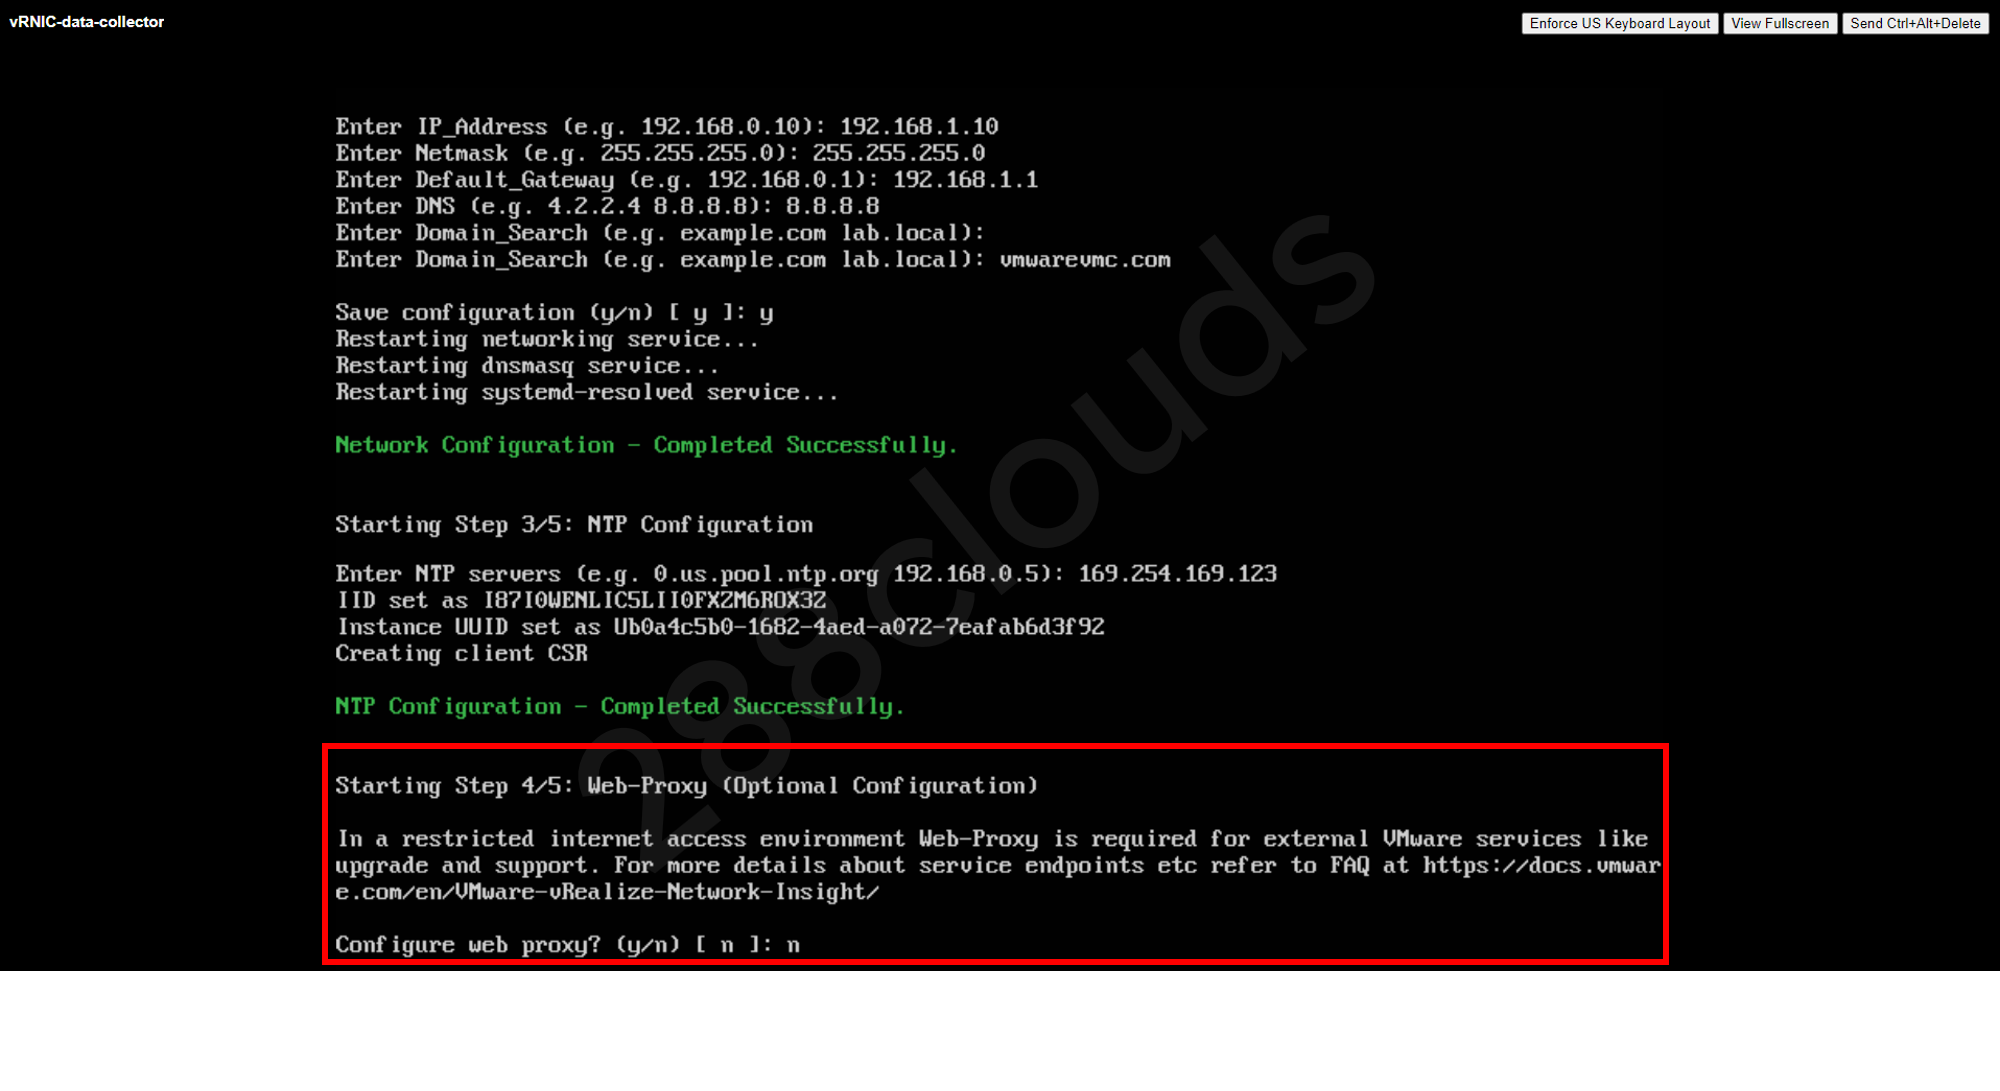 vRNIC-data-collector
Enforce US Keyboard Layout View Fullscreen Send Ctrl+Alt+Delete
Enter IP_Address (e.g. 192.168.0.10): 192.168.1.10
Enter Netmask (e.g. 255.255.255.0): 255.255.255.0
Enter Default_Gateway (e.g. 192.168.0.1): 192.168.1.1
Enter DNS (e.g. 4.2.2.4 8.8.8.8): 8.8.8.8
Enter Domain_Search (e.g. example.com lab.local):
Enter Domain_Search (e.g. example.com lab.local): vmwarevmc.com
Save configuration (y/n) [ y ]: y
Restarting networking service...
Restarting dnsmasq service...
Restarting systemd-resolved service...
Network Configuration - Completed Successfully.
Starting Step 3/5: NTP Configuration
Enter NTP servers (e.g. 0.us.pool.ntp.org 192.168.0.5): 169.254.169.123
IID set as I87I0WENLIC5LII0FXZM6ROX3Z
Instance UUID set as Ub0a4c5b0-1682-4aed-a072-7eafab6d3f92
Creating client CSR
NTP Configuration - Completed Successfully.
Starting Step 4/5: Web-Proxy (Optional Configuration)
In a restricted internet access environment Web-Proxy is required for external VMware services like
upgrade and support. For more details about service endpoints etc refer to FAQ at https://docs.vmwar
e.com/en/VMware-vRealize-Network-Insight/
Configure web proxy? (y/n) [ n ]: n
288clouds